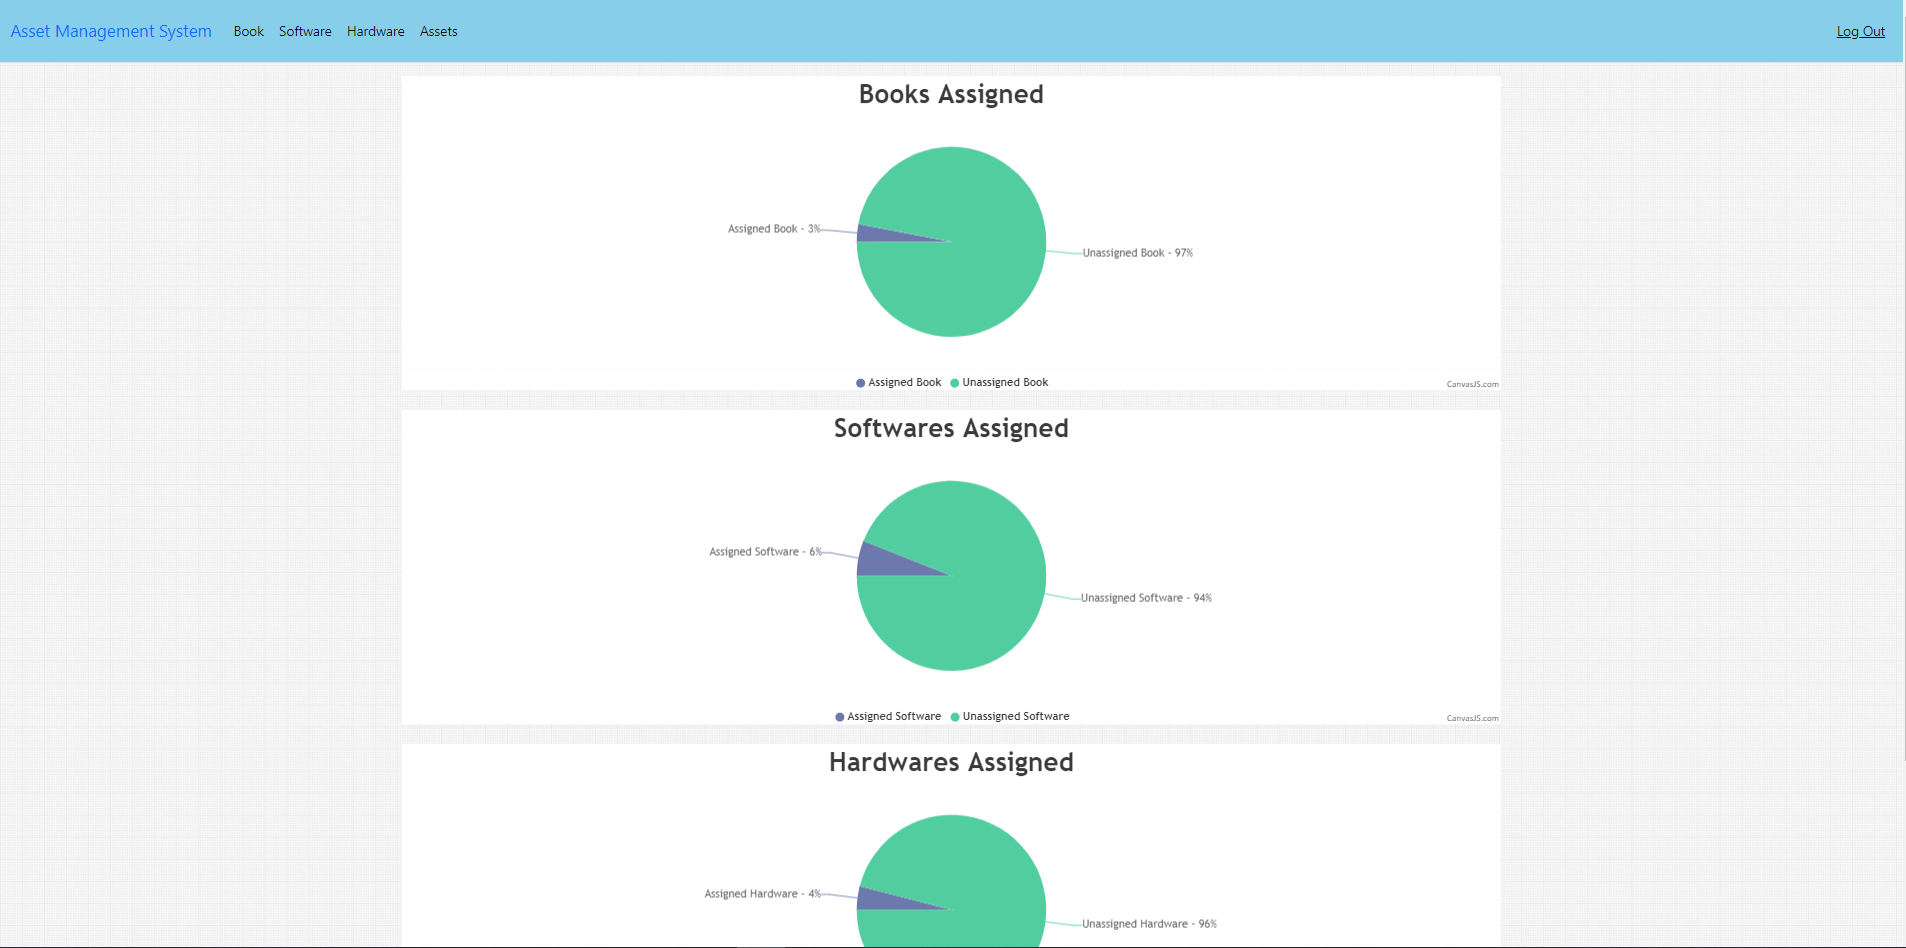 Asset Management System Book Software Hardware Assets Log Out
Books Assigned
Assigned Book - 3%
Unassigned Book - 97%
Assigned Book Unassigned Book
CanvasJS.com
Softwares Assigned
Assigned Software - 6%
Unassigned Software - 94%
Assigned Software Unassigned Software
CanvasJS.com
Hardwares Assigned
Assigned Hardware - 4%
Unassigned Hardware - 96%